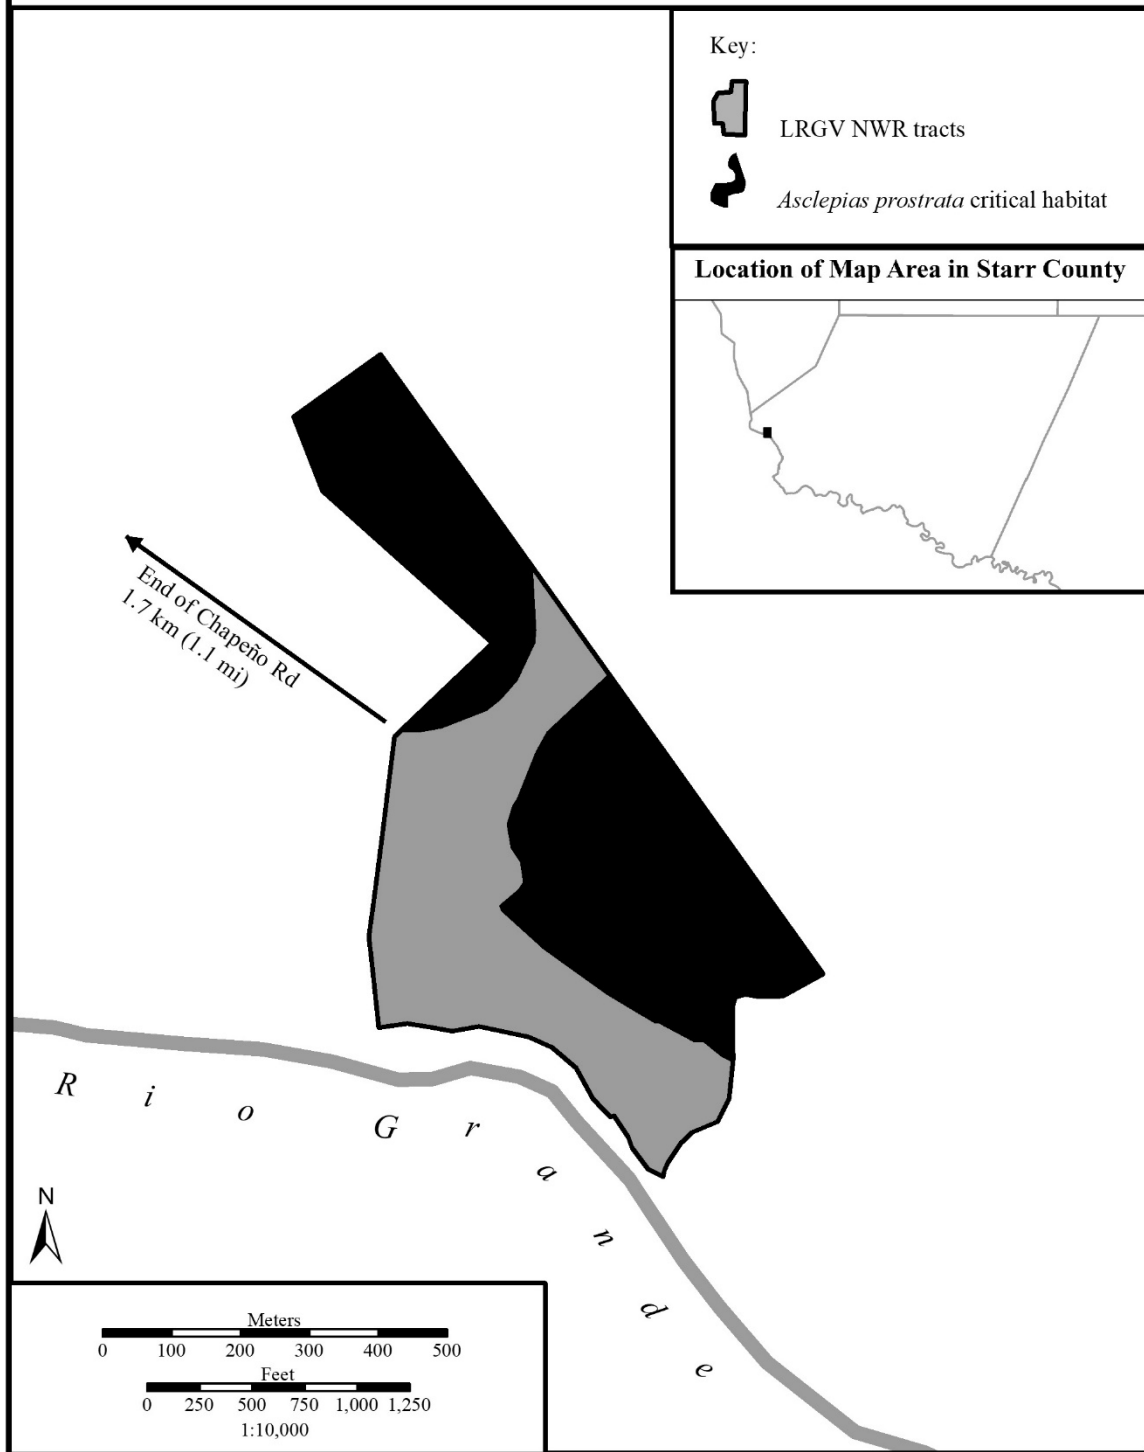 Key:
LRGV NWR tracts
Asclepias prostrata critical habitat
Location of Map Area in Starr County
End of Chapeño Rd
1.7 km (1.1 mi)
Rio Grande
N
Meters
0 100 200 300 400 500
Feet
0 250 500 750 1,000 1,250
1:10,000